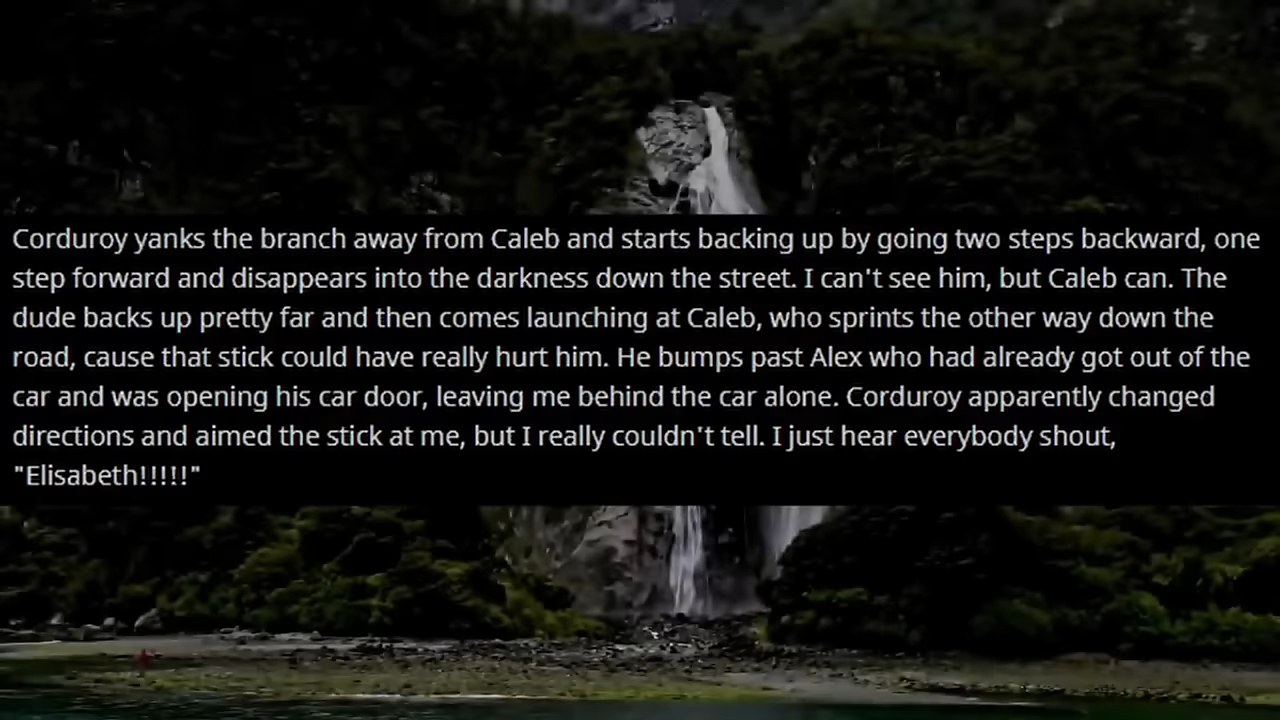 Corduroy yanks the branch away from Caleb and starts backing up by going two steps backward, one
step forward and disappears into the darkness down the street. I can't see him, but Caleb can. The
dude backs up pretty far and then comes launching at Caleb, who sprints the other way down the
road, cause that stick could have really hurt him. He bumps past Alex who had already got out of the
car and was opening his car door, leaving me behind the car alone. Corduroy apparently changed
directions and aimed the stick at me, but I really couldn't tell. I just hear everybody shout,
"Elisabeth!!!!!"